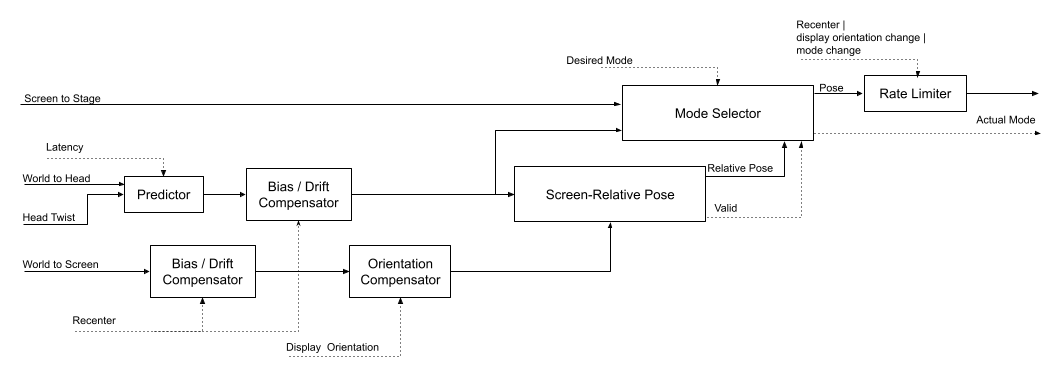 Recenter |
display orientation change |
mode change
Desired Mode
Screen to Stage
Mode Selector
Pose
Rate Limiter
Actual Mode
Latency
World to Head
Predictor
Head Twist
Bias / Drift
Compensator
Screen-Relative Pose
Relative Pose
Valid
World to Screen
Bias / Drift
Compensator
Orientation
Compensator
Recenter
Display Orientation